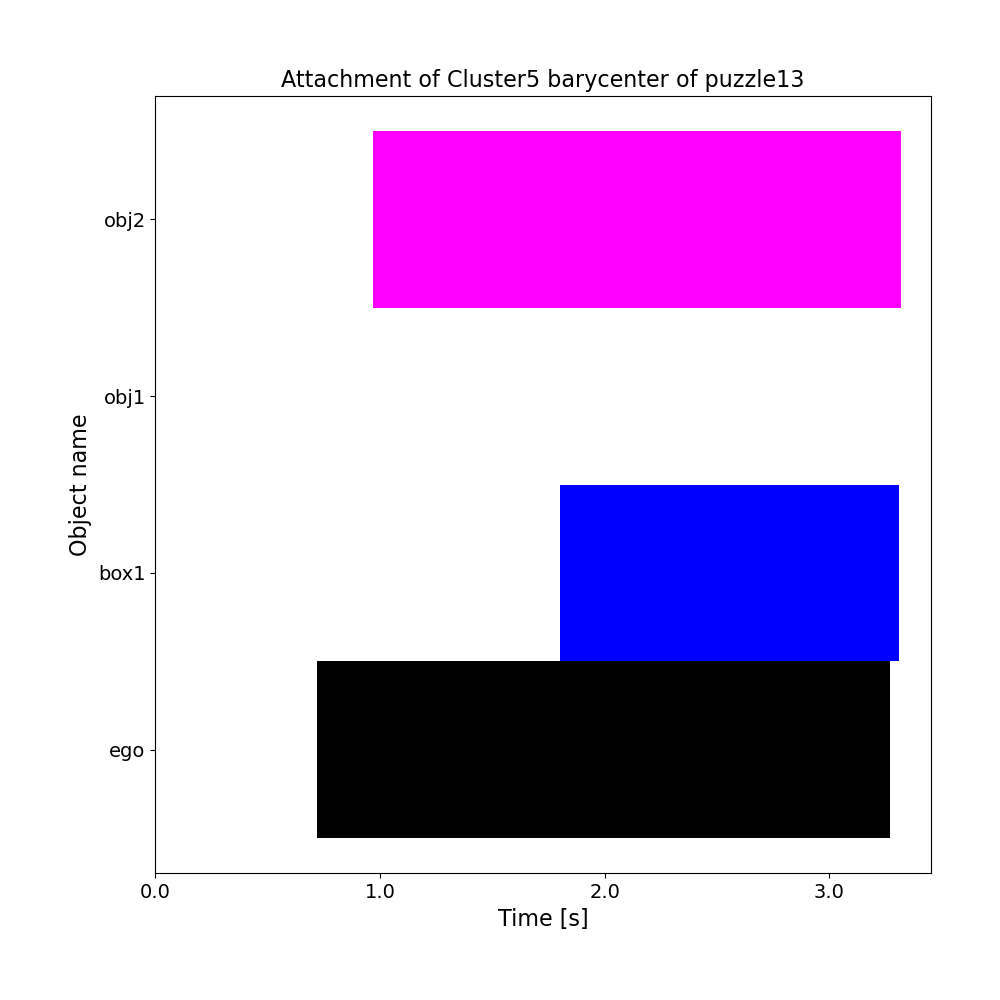 Attachment of Cluster5 barycenter of puzzle13
obj2
obj1
box1
ego
Object name
0.0 1.0 2.0 3.0
Time [s]